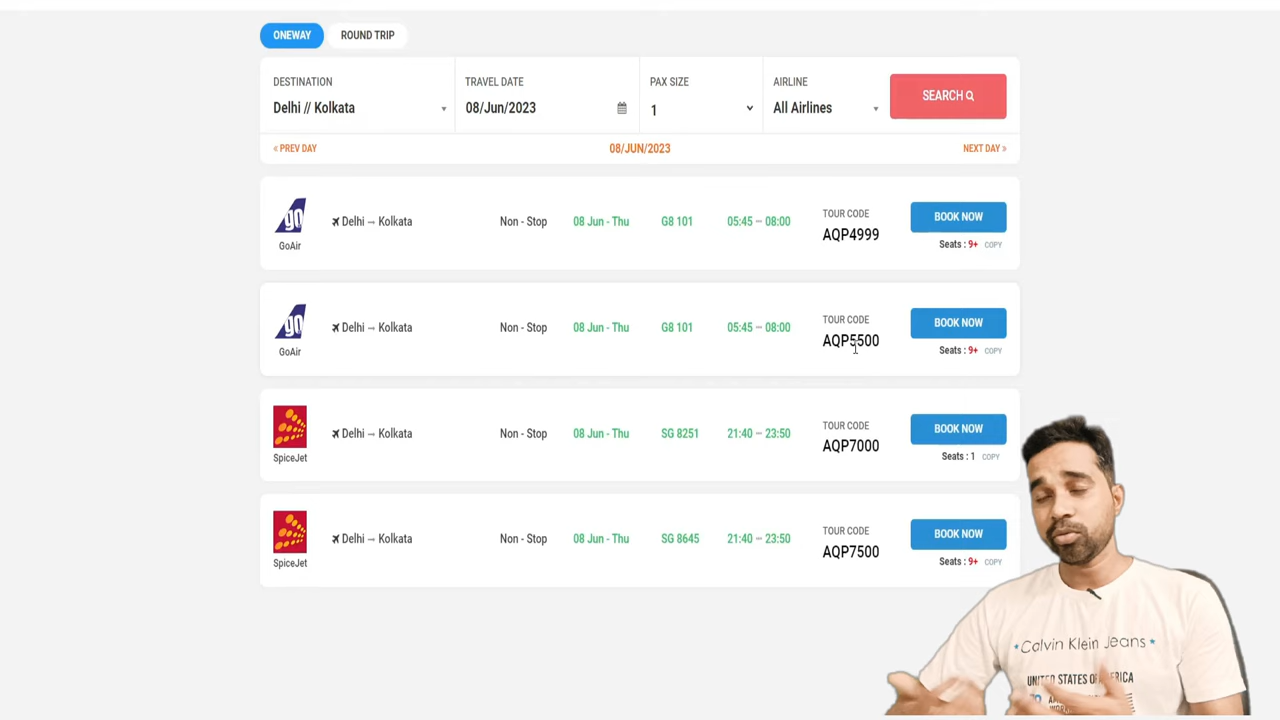 ONEWAY
ROUND TRIP
DESTINATION
Delhi // Kolkata
TRAVEL DATE
08/Jun/2023
PAX SIZE
1
AIRLINE
All Airlines
SEARCH
« PREV DAY
08/JUN/2023
NEXT DAY »
go
GoAir
Delhi → Kolkata
Non - Stop
08 Jun - Thu
G8 101
05:45 — 08:00
TOUR CODE
AQP4999
BOOK NOW
Seats : 9+ COPY
go
GoAir
Delhi → Kolkata
Non - Stop
08 Jun - Thu
G8 101
05:45 — 08:00
TOUR CODE
AQP5500
BOOK NOW
Seats : 9+ COPY
SpiceJet
Delhi → Kolkata
Non - Stop
08 Jun - Thu
SG 8251
21:40 — 23:50
TOUR CODE
AQP7000
BOOK NOW
Seats : 1 COPY
SpiceJet
Delhi → Kolkata
Non - Stop
08 Jun - Thu
SG 8645
21:40 — 23:50
TOUR CODE
AQP7500
BOOK NOW
Seats : 9+ COPY
Calvin Klein Jeans
UNITED STATES OF AMERICA